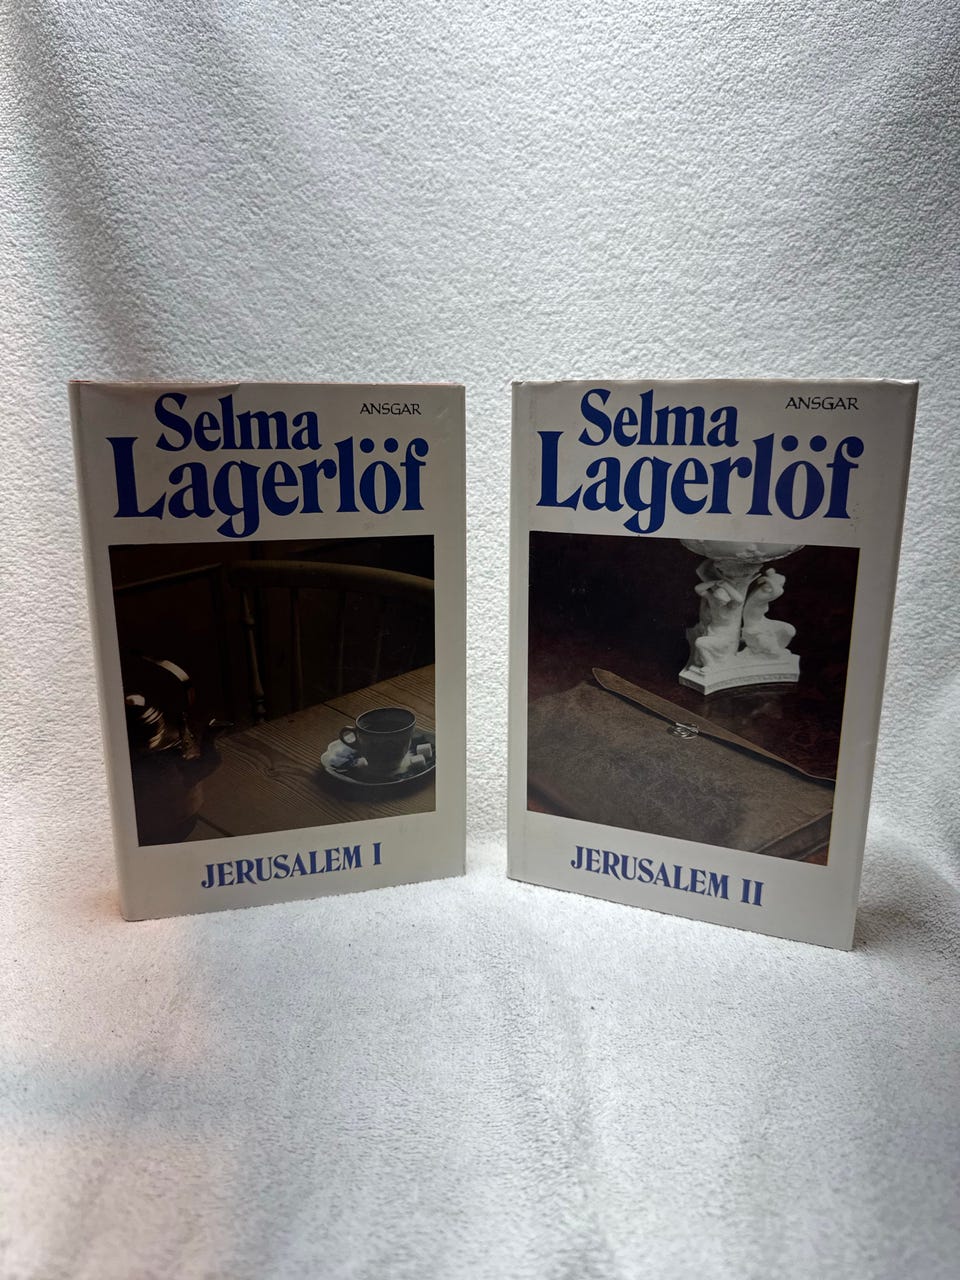 Selma
ANSGAR
Lagerlöf
JERUSALEM I
Selma
ANSGAR
Lagerlöf
JERUSALEM II